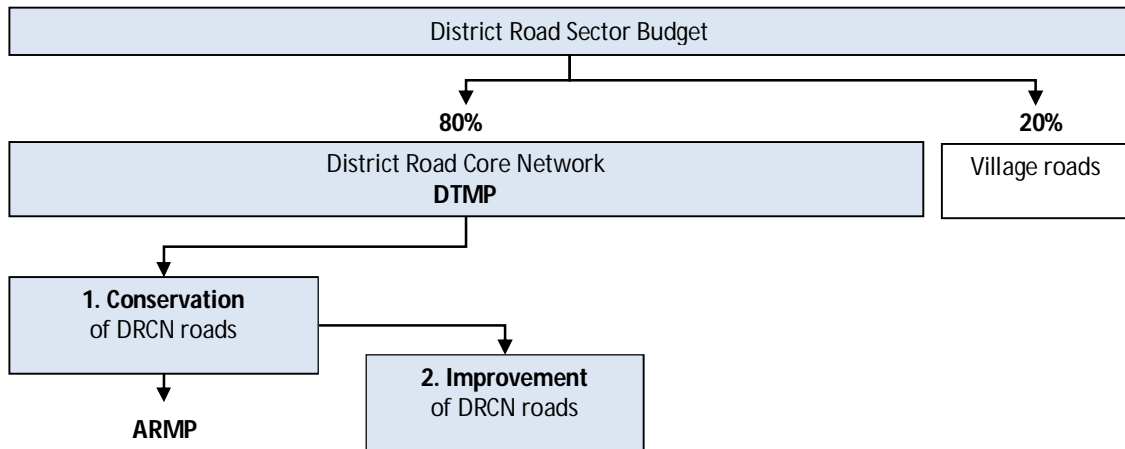 District Road Sector Budget
80%
20%
District Road Core Network
DTMP
Village roads
1. Conservation
of DRCN roads
2. Improvement
of DRCN roads
ARMP